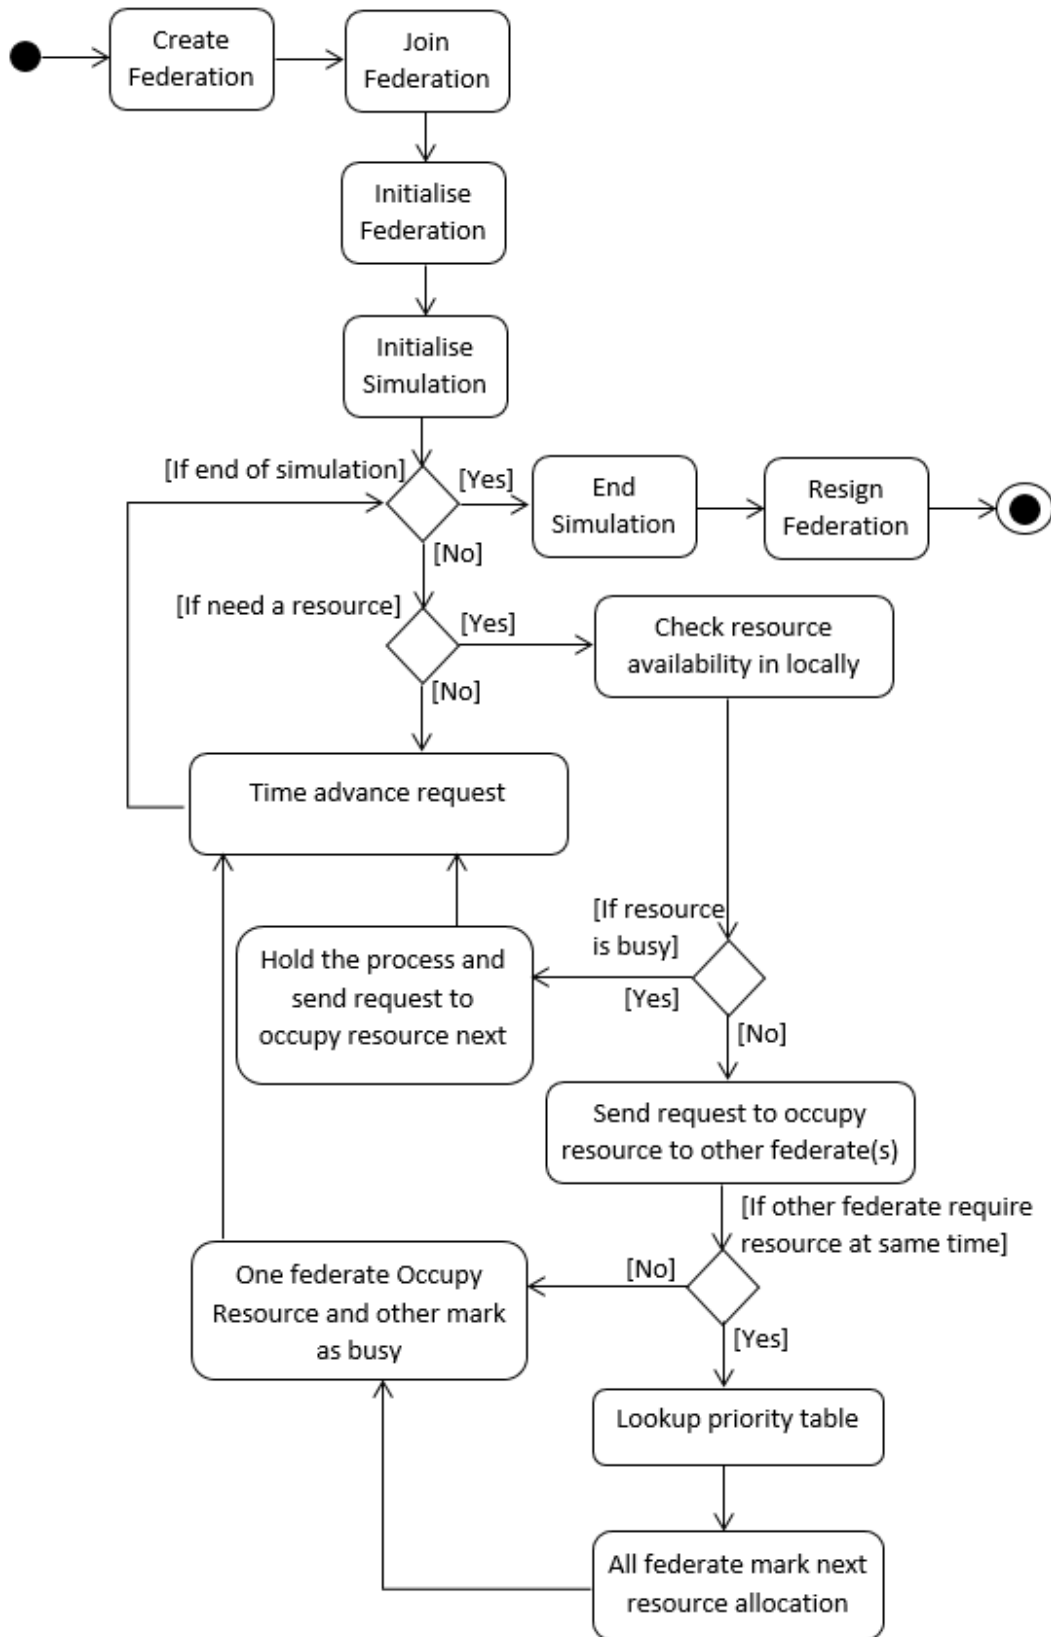 Create
Federation
Join
Federation
Initialise
Federation
Initialise
Simulation
[If end of simulation]
[Yes]
End
Simulation
Resign
Federation
[No]
[If need a resource]
[Yes]
Check resource
availability in locally
[No]
Time advance request
[If resource
is busy]
[Yes]
Hold the process and
send request to
occupy resource next
[No]
Send request to occupy
resource to other federate(s)
[If other federate require
resource at same time]
[No]
One federate Occupy
Resource and other mark
as busy
[Yes]
Lookup priority table
All federate mark next
resource allocation